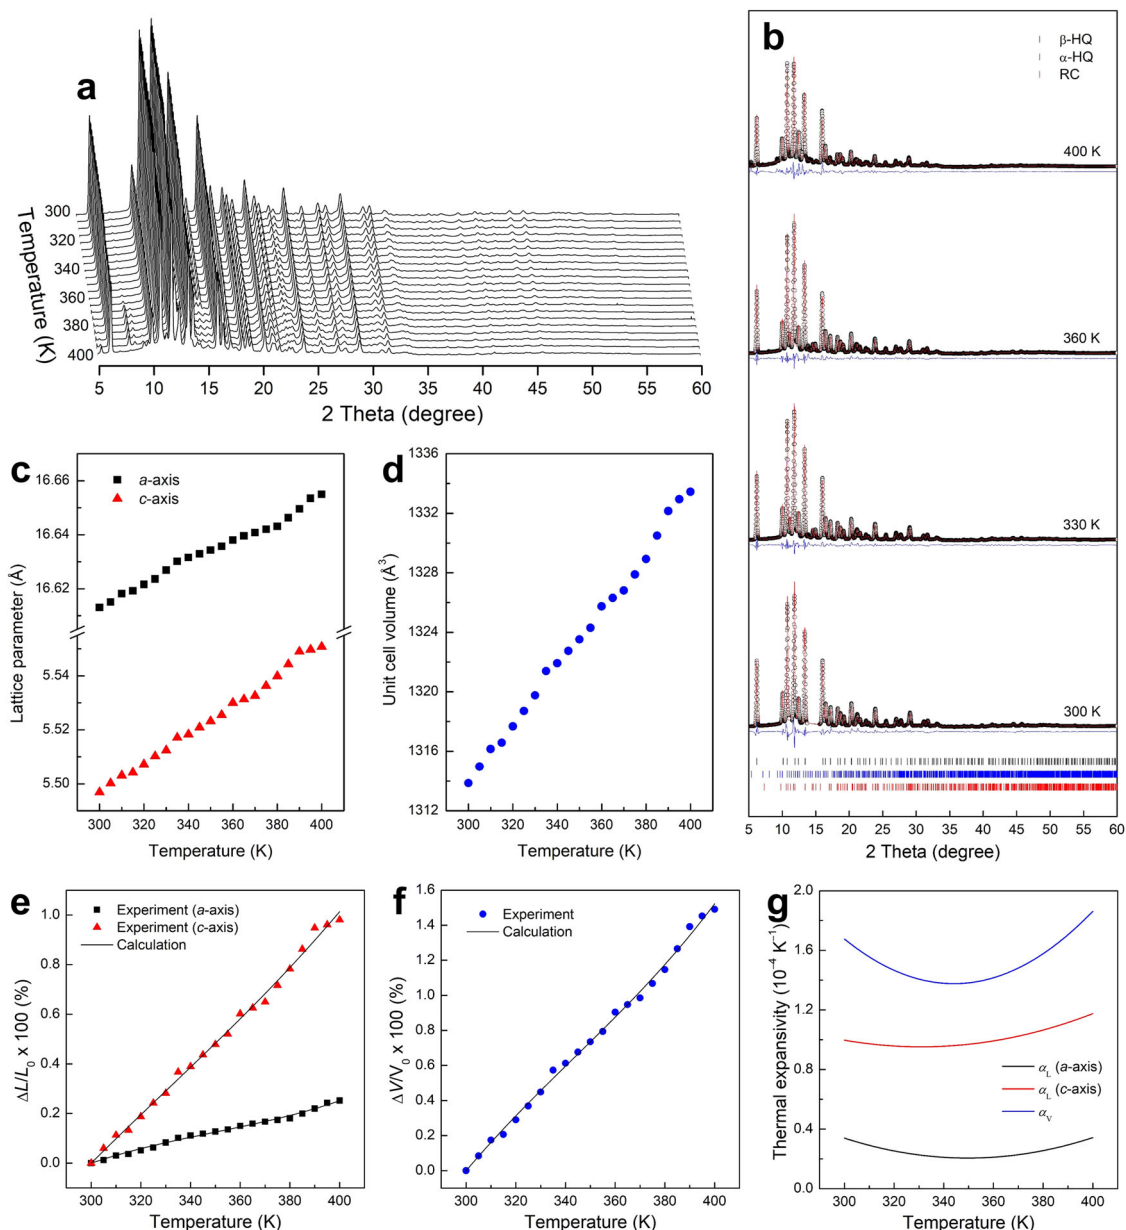 a
Temperature (K)
300
320
340
360
380
400
5 10 15 20 25 30 35 40 45 50 55 60
2 Theta (degree)
b
β-HQ
α-HQ
RC
400 K
360 K
330 K
300 K
5 10 15 20 25 30 35 40 45 50 55 60
2 Theta (degree)
c
a-axis
c-axis
Lattice parameter (Å)
16.66
16.64
16.62
5.54
5.52
5.50
300 320 340 360 380 400
Temperature (K)
d
Unit cell volume (Å³)
1336
1332
1328
1324
1320
1316
1312
300 320 340 360 380 400
Temperature (K)
e
Experiment (a-axis)
Experiment (c-axis)
Calculation
ΔL/L₀ x 100 (%)
1.0
0.8
0.6
0.4
0.2
0.0
300 320 340 360 380 400
Temperature (K)
f
Experiment
Calculation
ΔV/V₀ x 100 (%)
1.6
1.4
1.2
1.0
0.8
0.6
0.4
0.2
0.0
300 320 340 360 380 400
Temperature (K)
g
Thermal expansivity (10⁻⁴ K⁻¹)
2.0
1.6
1.2
0.8
0.4
0.0
α_L (a-axis)
α_L (c-axis)
α_V
300 320 340 360 380 400
Temperature (K)